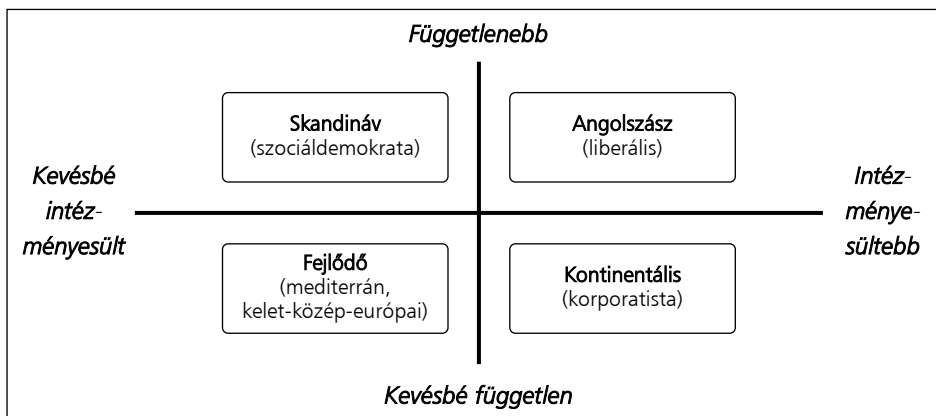 Függetlenebb
Skandináv
(szociáldemokrata)
Angolszász
(liberális)
Kevésbé
intéz-
ményesült
Intéz-
ménye-
sültebb
Fejlődő
(mediterrán,
kelet-közép-európai)
Kontinentális
(korporatista)
Kevésbé független